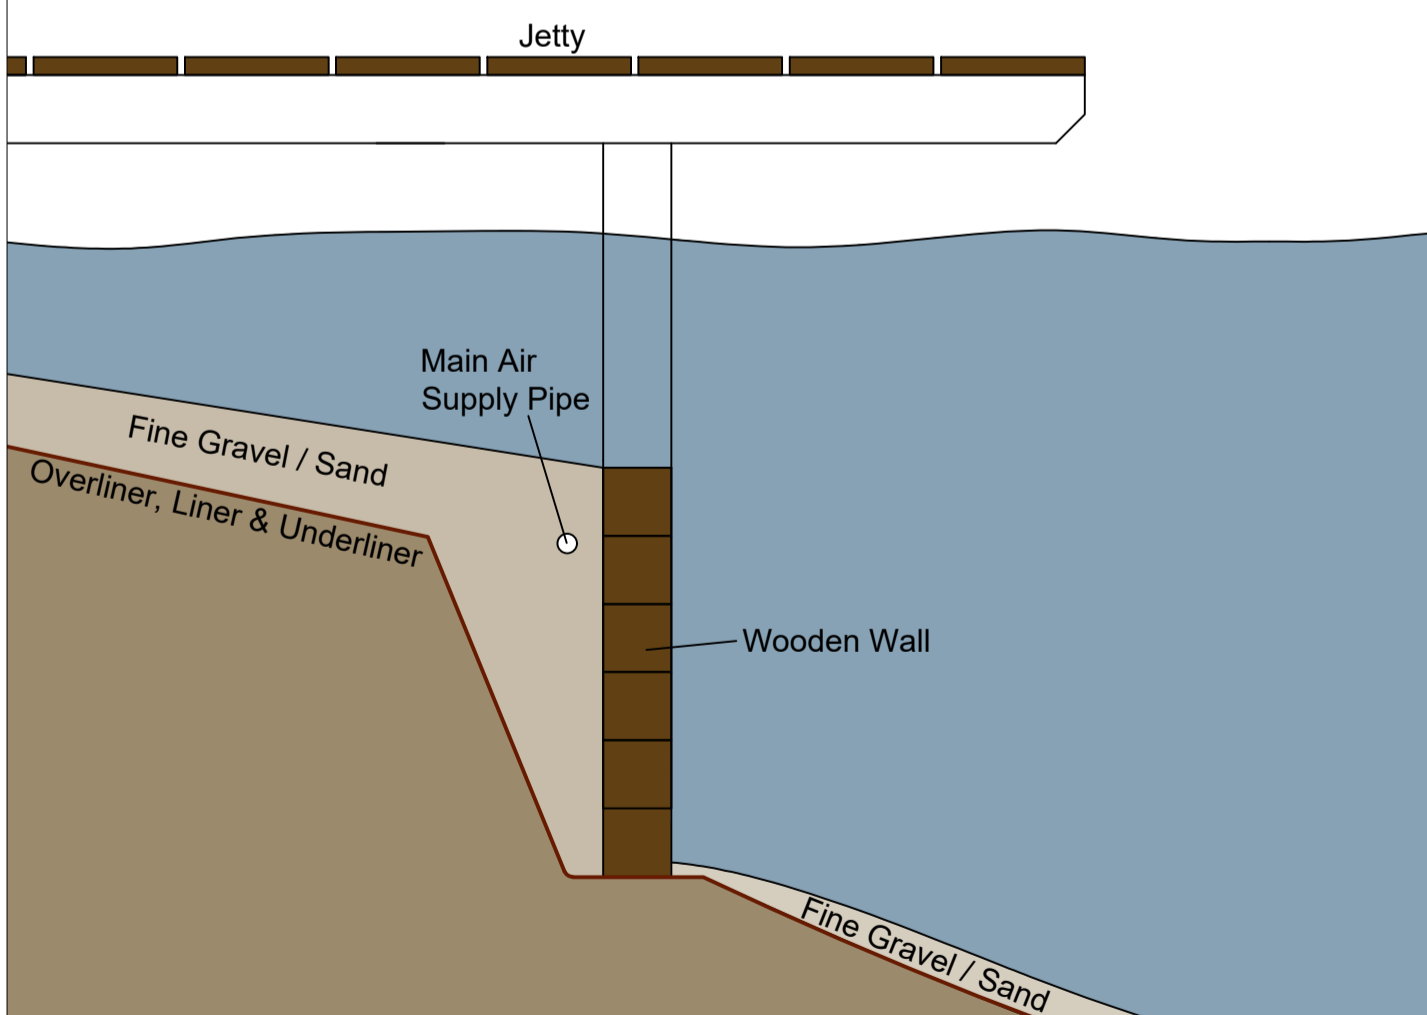 Jetty
Main Air
Supply Pipe
Fine Gravel / Sand
Overliner, Liner & Underliner
Wooden Wall
Fine Gravel / Sand